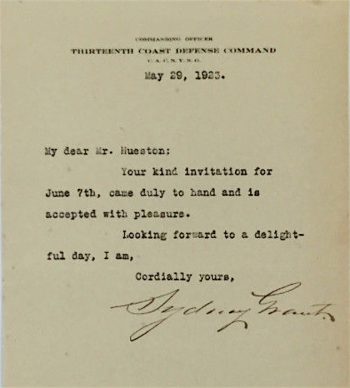 COMMANDING OFFICER
THIRTEENTH COAST DEFENSE COMMAND
C. A. C. N. Y. N. G.
May 29, 1923.
My dear Mr. Hueston;
Your kind invitation for
June 7th, came duly to hand and is
accepted with pleasure.
Looking forward to a delight-
ful day, I am,
Cordially yours,
Sydney Grant.